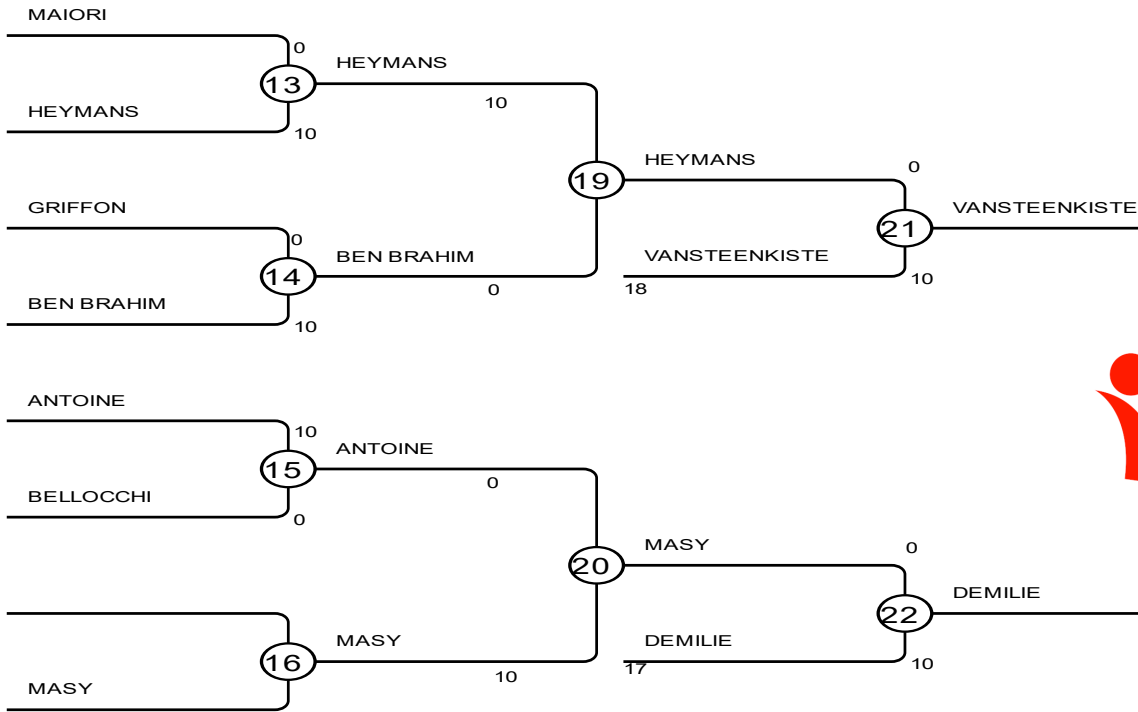 MAIORI
0
13
HEYMANS
10
HEYMANS
10
GRIFFON
0
14
BEN BRAHIM
0
BEN BRAHIM
10
19
HEYMANS
0
21
VANSTEENKISTE
VANSTEENKISTE
18
10
ANTOINE
10
15
ANTOINE
0
BELLOCCHI
0
16
MASY
10
MASY
20
MASY
0
22
DEMILIE
DEMILIE
17
10